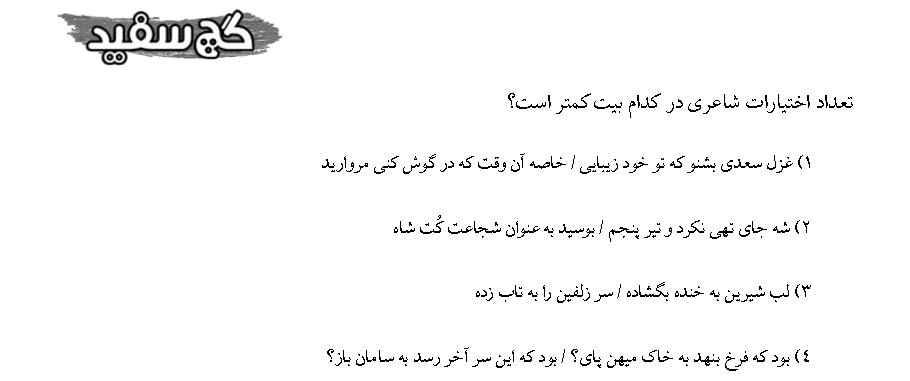 گچ سفید
تعداد اختیارات شاعری در کدام بیت کمتر است؟
۱) غزل سعدی بشنو که تو خود زیبایی / خاصه آن وقت که در گوش کنی مروارید
۲) شه جای تهی نکرد و تیر پنجم / بوسید به عنوان شجاعت کُت شاه
۳) لب شیرین به خنده بگشاده / سر زلفین را به تاب زده
۴) بود که فرخ بنهد به خاک میهن پای؟ / بود که این سر آخر رسد به سامان باز؟